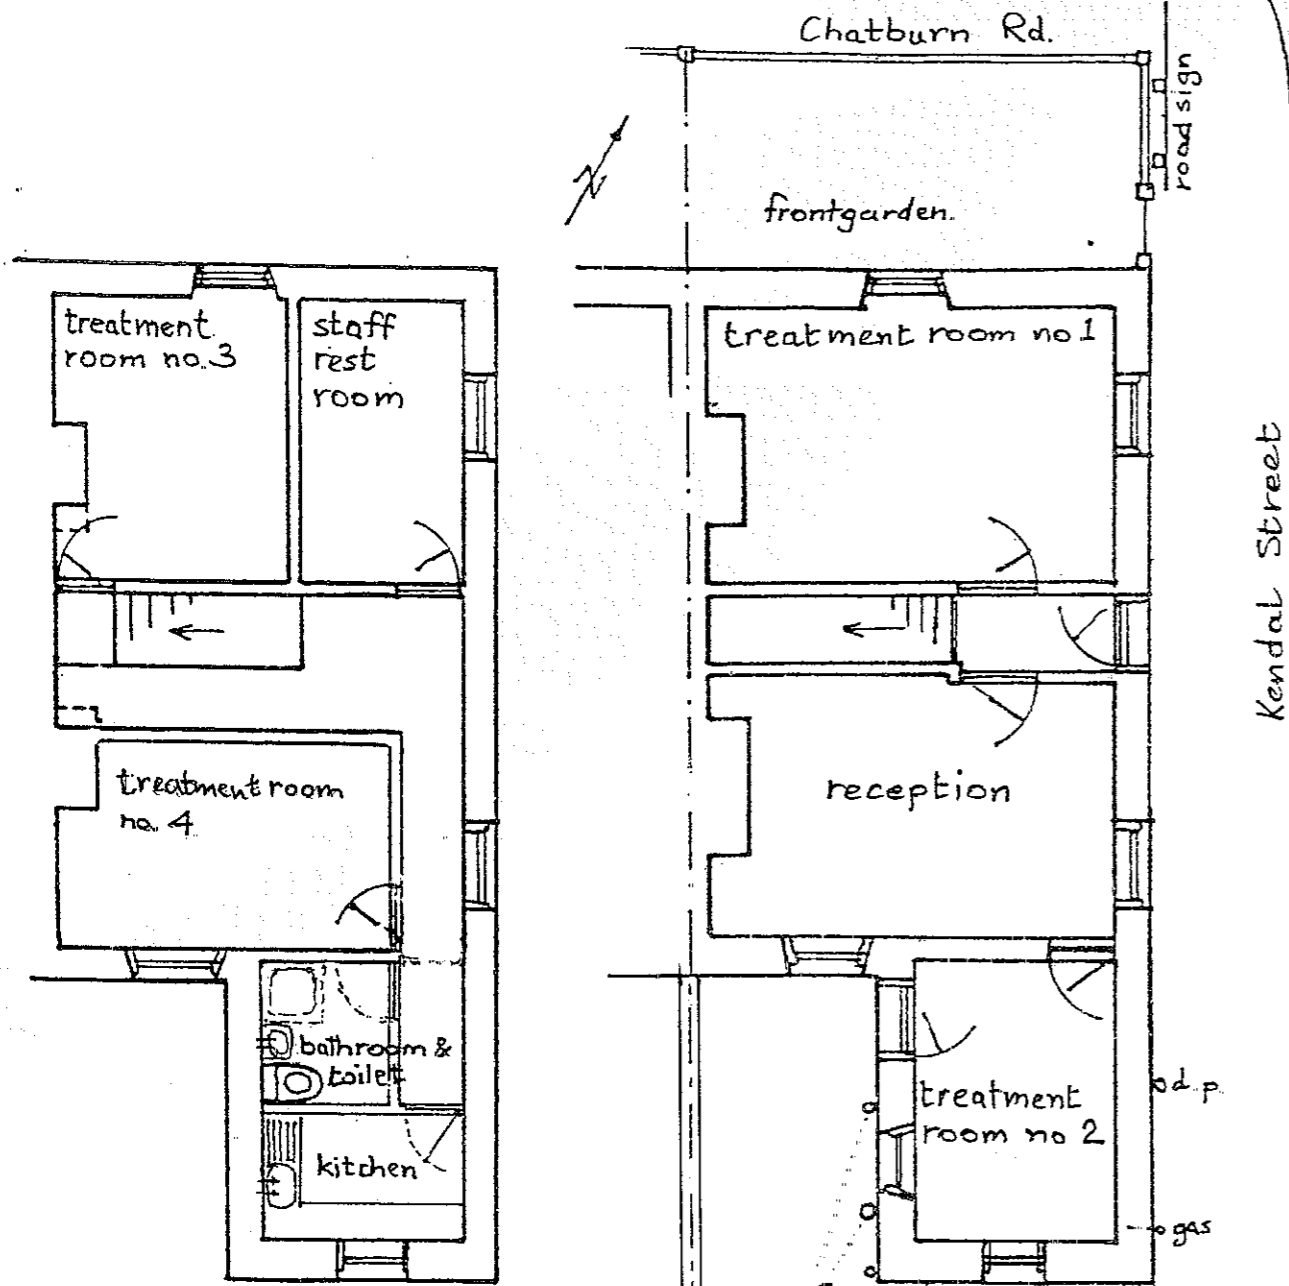 Chatburn Rd.
road sign
N
frontgarden.
treatment
room no.3
staff
rest
room
treatment room no 1
Kendal Street
treatment room
no. 4
reception
bathroom &
toilet
kitchen
treatment
room no 2
d.p.
gas